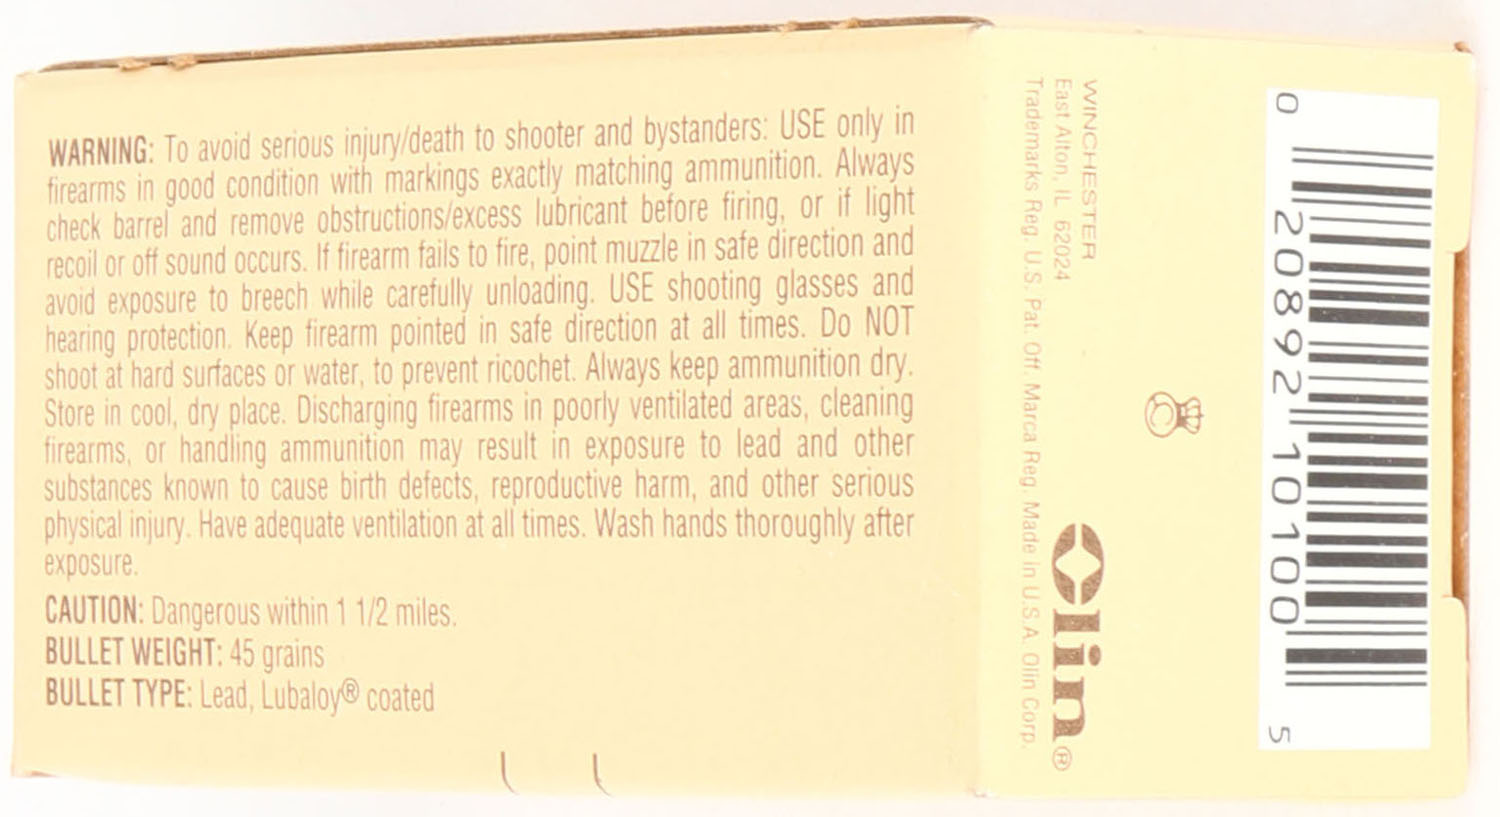 WARNING: To avoid serious injury/death to shooter and bystanders: USE only in
firearms in good condition with markings exactly matching ammunition. Always
check barrel and remove obstructions/excess lubricant before firing, or if light
recoil or off sound occurs. If firearm fails to fire, point muzzle in safe direction and
avoid exposure to breech while carefully unloading. USE shooting glasses and
hearing protection. Keep firearm pointed in safe direction at all times. Do NOT
shoot at hard surfaces or water, to prevent ricochet. Always keep ammunition dry.
Store in cool, dry place. Discharging firearms in poorly ventilated areas, cleaning
firearms, or handling ammunition may result in exposure to lead and other
substances known to cause birth defects, reproductive harm, and other serious
physical injury. Have adequate ventilation at all times. Wash hands thoroughly after
exposure.
CAUTION: Dangerous within 1 1/2 miles.
BULLET WEIGHT: 45 grains
BULLET TYPE: Lead, Lubaloy® coated
WINCHESTER
East Alton, IL 62024
Trademarks Reg. U.S. Pat. Off. Marca Reg. Made in U.S.A. Olin Corp.
Olin®
0 20892 10100 5